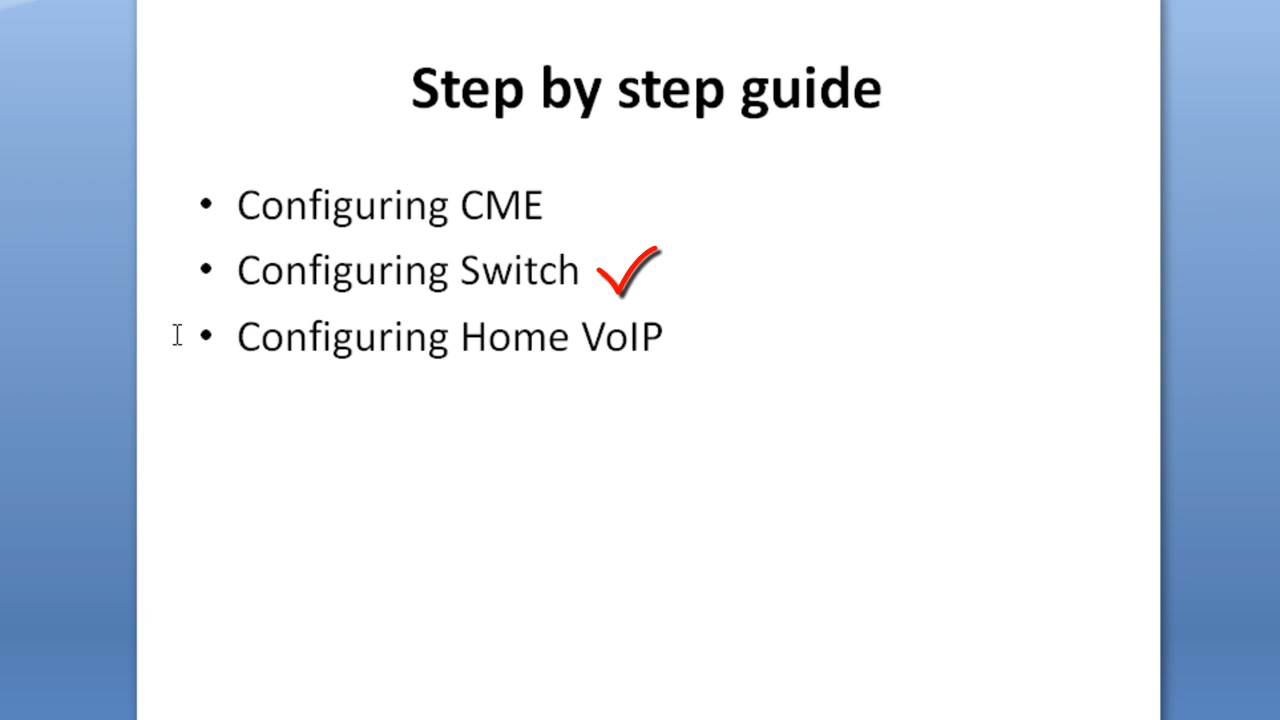 Step by step guide
• Configuring CME
• Configuring Switch
• Configuring Home VoIP